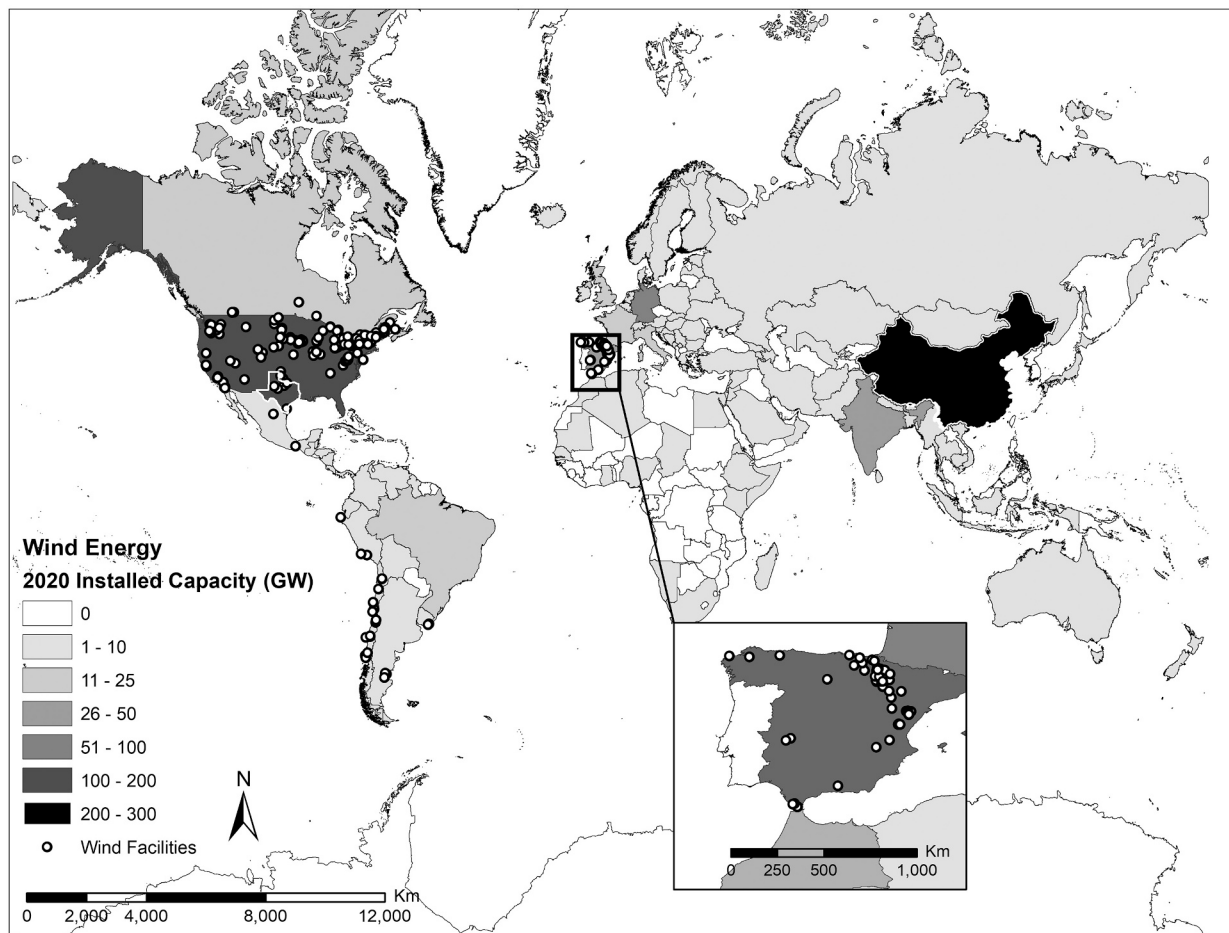 Wind Energy
2020 Installed Capacity (GW)
0
1 - 10
11 - 25
26 - 50
51 - 100
100 - 200
200 - 300
Wind Facilities
N
Km
0 2,000 4,000 8,000 12,000
Km
0 250 500 1,000